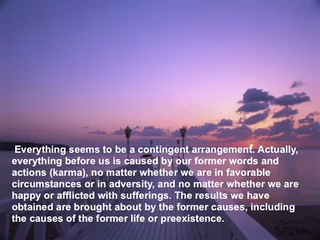 Everything seems to be a contingent arrangement. Actually,
everything before us is caused by our former words and
actions (karma), no matter whether we are in favorable
circumstances or in adversity, and no matter whether we are
happy or afflicted with sufferings. The results we have
obtained are brought about by the former causes, including
the causes of the former life or preexistence.